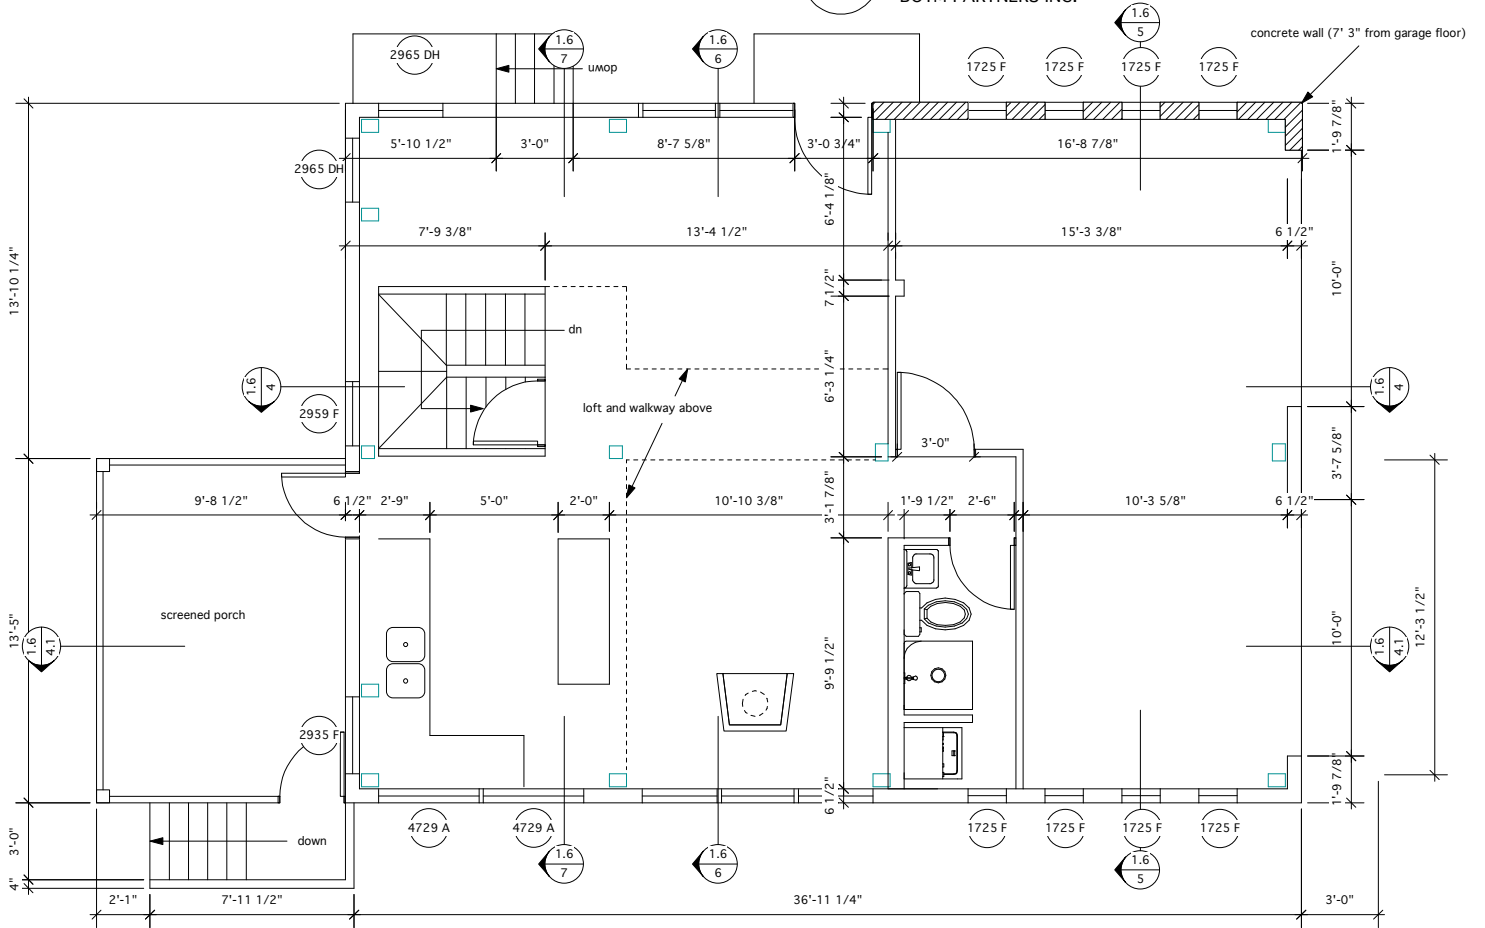 BOTH PARTNERS INC.
1.6
5
concrete wall (7' 3" from garage floor)
2965 DH
1.6
7
down
1.6
6
1725 F
1725 F
1725 F
1725 F
5'-10 1/2"
3'-0"
8'-7 5/8"
3'-0 3/4"
16'-8 7/8"
1'-9 7/8"
2965 DH
6'-4 1/8"
7'-9 3/8"
13'-4 1/2"
15'-3 3/8"
6 1/2"
13'-10 1/4"
10'-0"
7 1/2"
up
1.6
4
2959 F
loft and walkway above
6'-3 1/4"
1.6
4
3'-0"
3'-7 5/8"
9'-8 1/2"
6 1/2"
2'-9"
5'-0"
2'-0"
10'-10 3/8"
3'-1 7/8"
1'-9 1/2"
2'-6"
10'-3 5/8"
6 1/2"
screened porch
13'-5"
1.6
4.1
9'-9 1/2"
10'-0"
1.6
4.1
12'-3 1/2"
2935 F
6 1/2"
1'-9 7/8"
3'-0"
down
4729 A
4729 A
1.6
7
1.6
6
1725 F
1725 F
1725 F
1725 F
1.6
5
4"
2'-1"
7'-11 1/2"
36'-11 1/4"
3'-0"